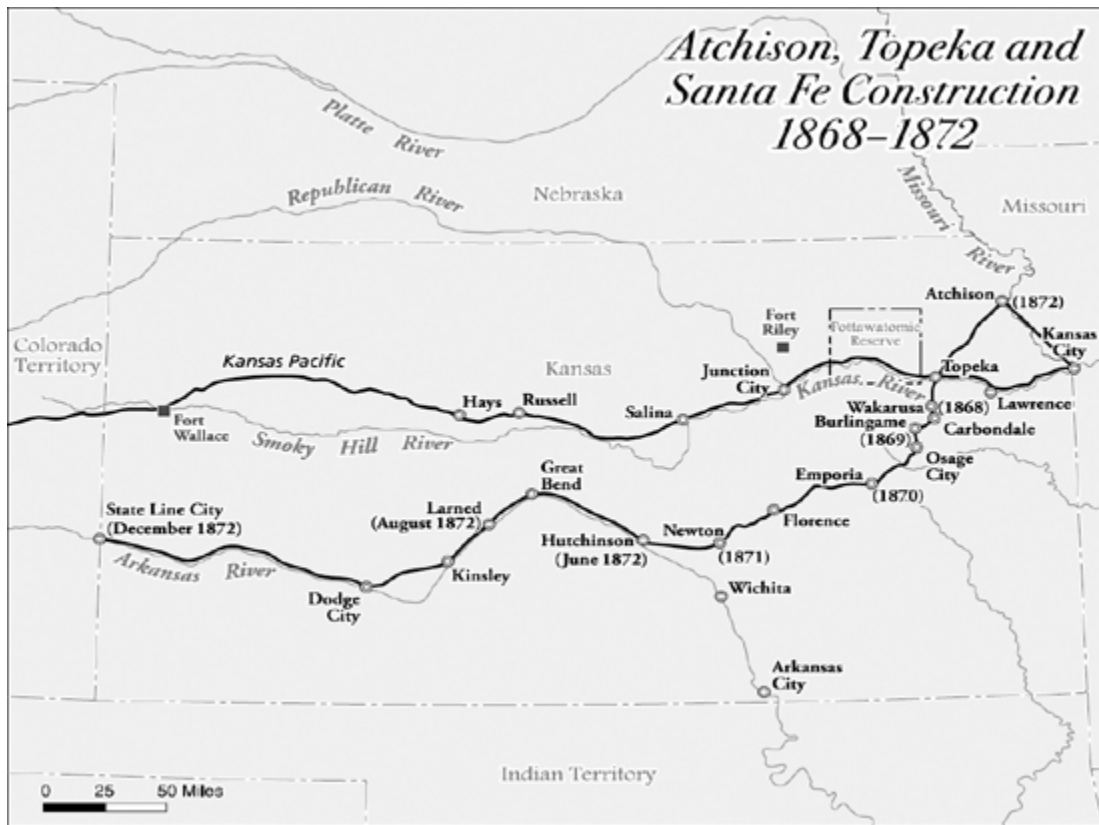 Atchison, Topeka and
Santa Fe Construction
1868–1872
Platte
River
Republican
River
Nebraska
Missouri
River
Missouri
Atchison
(1872)
Kansas
City
Fort
Riley
Pottawatomie
Reserve
Colorado
Territory
Kansas Pacific
Kansas
Junction
City
Kansas
River
Topeka
Lawrence
Hays
Russell
Salina
Wakarusa
(1868)
Burlingame
(1869)
Carbondale
Fort
Wallace
Smoky Hill River
Osage
City
Great
Bend
Emporia
(1870)
State Line City
(December 1872)
Larned
(August 1872)
Florence
Hutchinson
(June 1872)
Newton
(1871)
Arkansas River
Kinsley
Dodge
City
Wichita
Arkansas
City
Indian Territory
0 25 50 Miles